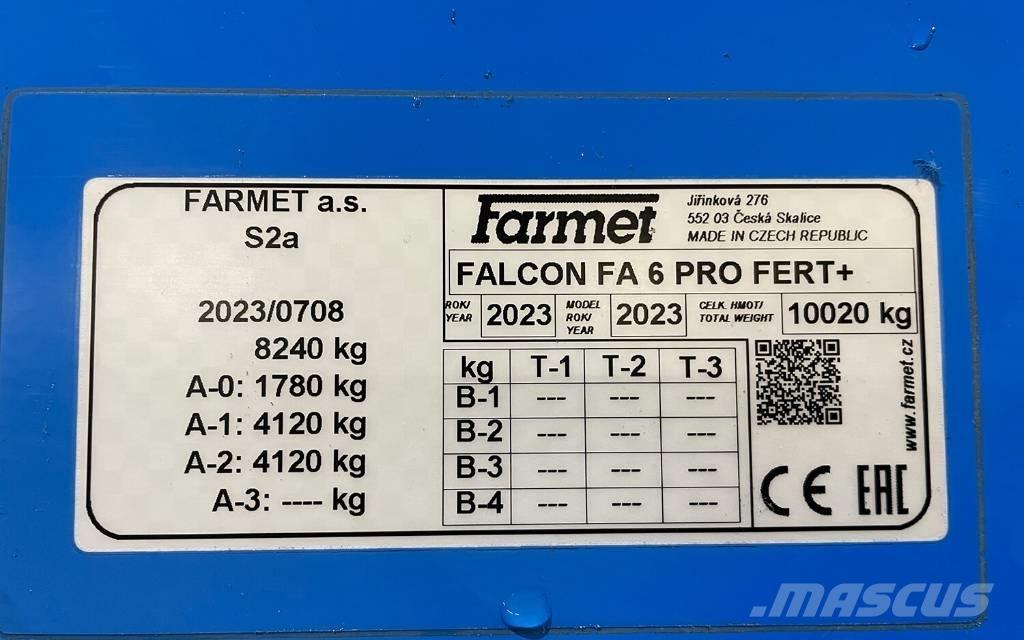 FARMET a.s.
S2a
2023/0708
8240 kg
A-0: 1780 kg
A-1: 4120 kg
A-2: 4120 kg
A-3: ---- kg
Farmet
Jiřinková 276
552 03 Česká Skalice
MADE IN CZECH REPUBLIC
FALCON FA 6 PRO FERT+
ROK/ YEAR 2023 MODEL ROK/ YEAR 2023 CELK. HMOT/ TOTAL WEIGHT 10020 kg
kg T-1 T-2 T-3
B-1 --- --- ---
B-2 --- --- ---
B-3 --- --- ---
B-4 --- --- ---
www.farmet.cz
CE EAC
.MASCUS